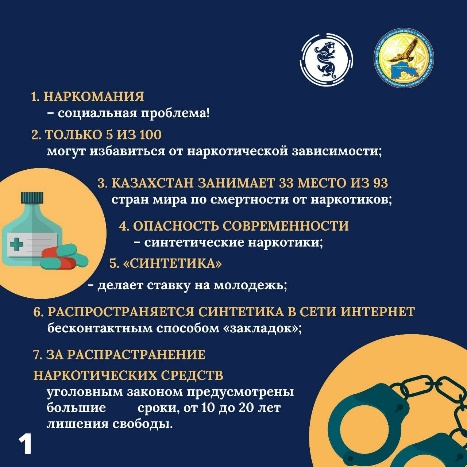 1. НАРКОМАНИЯ
– социальная проблема!
2. ТОЛЬКО 5 ИЗ 100
могут избавиться от наркотической зависимости;
3. КАЗАХСТАН ЗАНИМАЕТ 33 МЕСТО ИЗ 93
стран мира по смертности от наркотиков;
4. ОПАСНОСТЬ СОВРЕМЕННОСТИ
– синтетические наркотики;
5. «СИНТЕТИКА»
- делает ставку на молодежь;
6. РАСПРОСТРАНЯЕТСЯ СИНТЕТИКА В СЕТИ ИНТЕРНЕТ
бесконтактным способом «закладок»;
7. ЗА РАСПРАСТРАНЕНИЕ
НАРКОТИЧЕСКИХ СРЕДСТВ
уголовным законом предусмотрены
большие сроки, от 10 до 20 лет
лишения свободы.
1